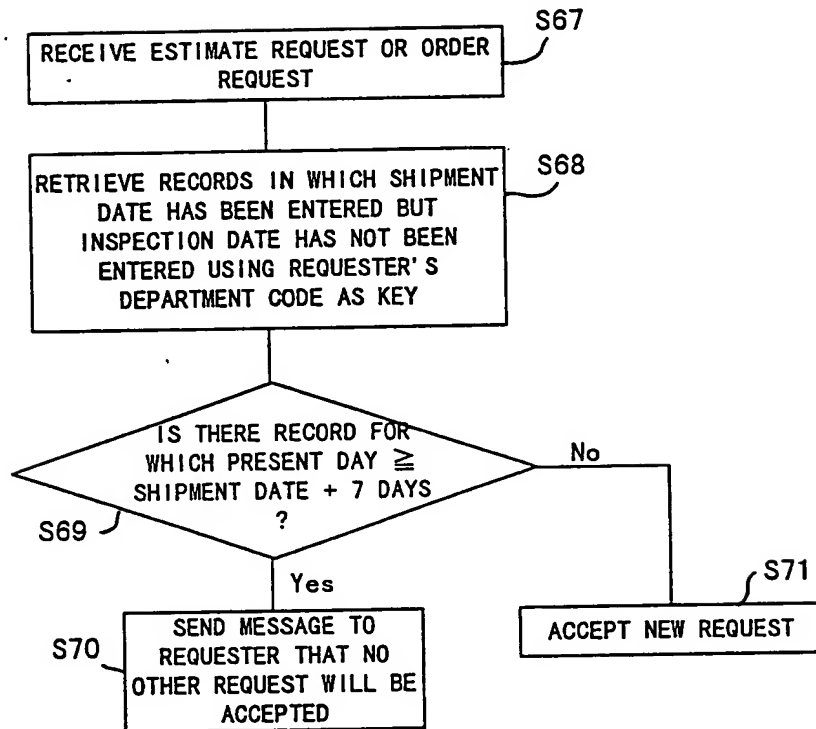 S67
RECEIVE ESTIMATE REQUEST OR ORDER
REQUEST
S68
RETRIEVE RECORDS IN WHICH SHIPMENT
DATE HAS BEEN ENTERED BUT
INSPECTION DATE HAS NOT BEEN
ENTERED USING REQUESTER'S
DEPARTMENT CODE AS KEY
IS THERE RECORD FOR
WHICH PRESENT DAY ≧
SHIPMENT DATE + 7 DAYS
?
No
S69
Yes
S71
S70
SEND MESSAGE TO
REQUESTER THAT NO
OTHER REQUEST WILL BE
ACCEPTED
ACCEPT NEW REQUEST